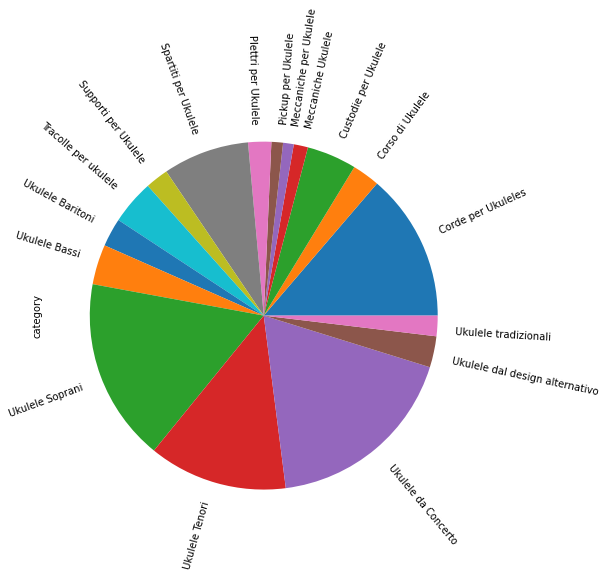 Corde per Ukuleles
Corso di Ukulele
Custodie per Ukulele
Meccaniche Ukulele
Meccaniche per Ukulele
Pickup per Ukulele
Plettri per Ukulele
Spartiti per Ukulele
Supporti per Ukulele
Tracolle per ukulele
Ukulele Baritoni
Ukulele Bassi
Ukulele Soprani
Ukulele Tenori
Ukulele da Concerto
Ukulele dal design alternativo
Ukulele tradizionali
category